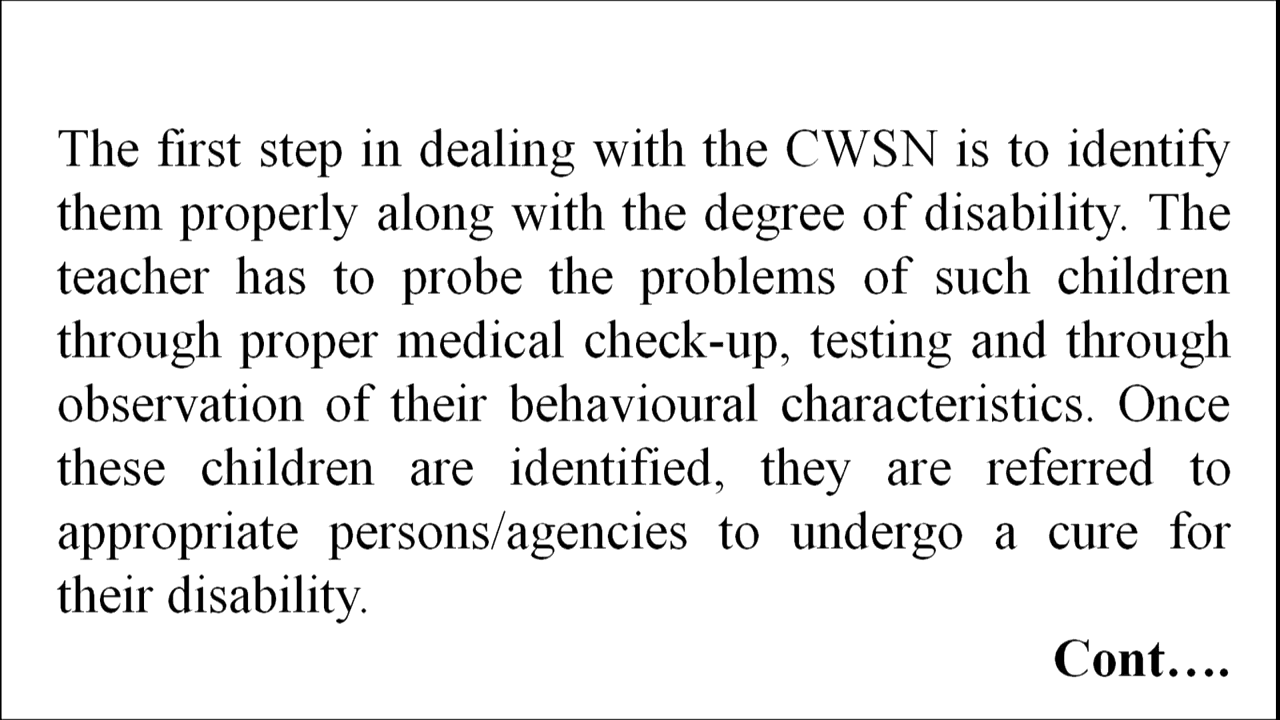 The first step in dealing with the CWSN is to identify
them properly along with the degree of disability. The
teacher has to probe the problems of such children
through proper medical check-up, testing and through
observation of their behavioural characteristics. Once
these children are identified, they are referred to
appropriate persons/agencies to undergo a cure for
their disability.
Cont….